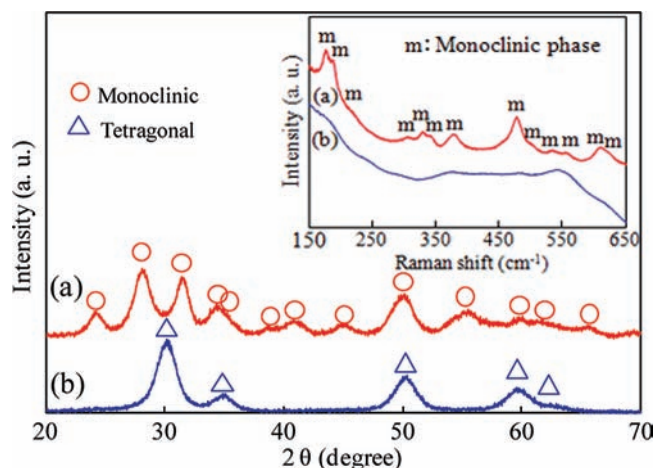 m: Monoclinic phase
m
m
m
m
m
m
m
m
m
m
m
m
m
(a)
(b)
Intensity (a. u.)
150 250 350 450 550 650
Raman shift (cm⁻¹)
Monoclinic
Tetragonal
Intensity (a. u.)
(a)
(b)
20 30 40 50 60 70
2 θ (degree)